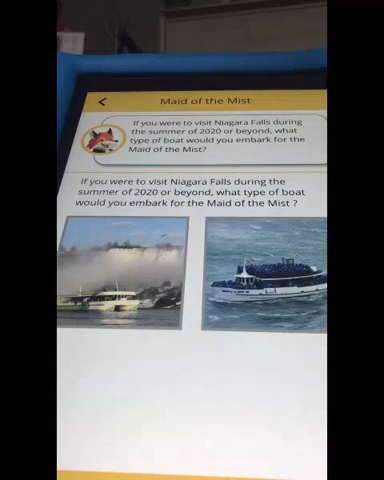 Maid of the Mist
If you were to visit Niagara Falls during
the summer of 2020 or beyond, what
type of boat would you embark for the
Maid of the Mist?
If you were to visit Niagara Falls during the
summer of 2020 or beyond, what type of boat
would you embark for the Maid of the Mist ?